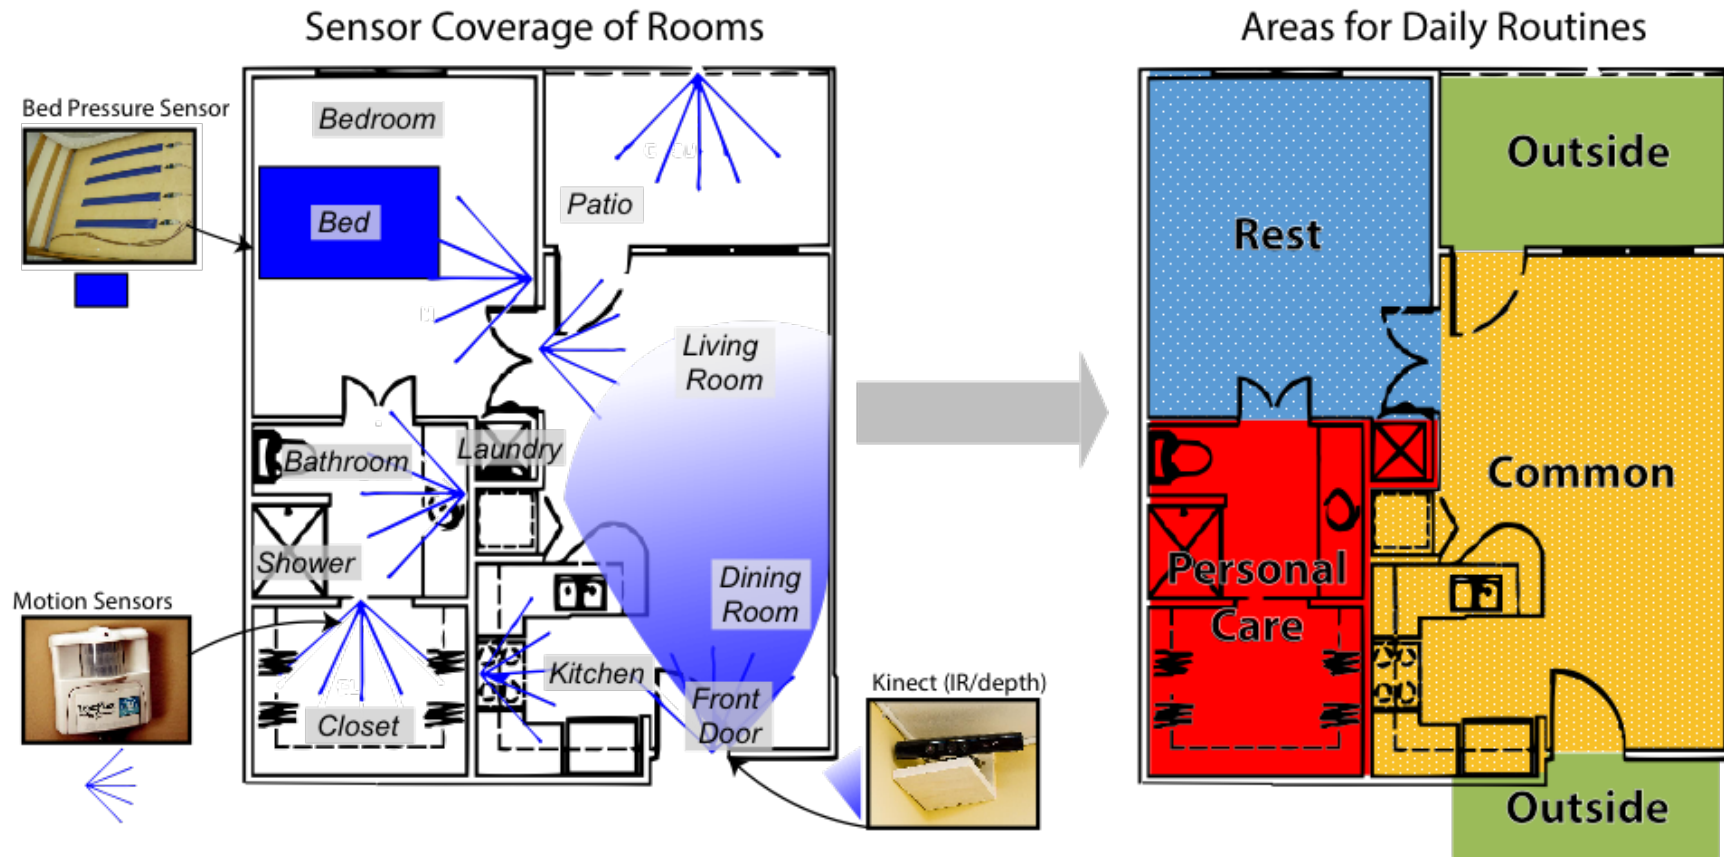 Sensor Coverage of Rooms
Areas for Daily Routines
Bed Pressure Sensor
Bedroom
Bed
Patio
Living
Room
Bathroom
Laundry
Shower
Dining
Room
Motion Sensors
Kitchen
Closet
Front
Door
Kinect (IR/depth)
Outside
Rest
Common
Personal
Care
Outside